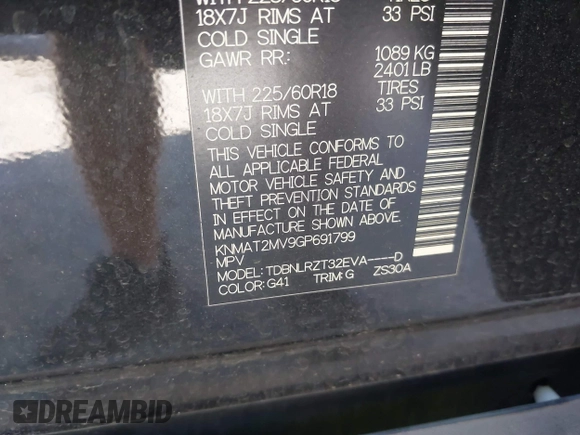 18X7J RIMS AT 33 PSI
COLD SINGLE
GAWR RR: 1089 KG
2401 LB
WITH 225/60R18 TIRES
18X7J RIMS AT 33 PSI
COLD SINGLE
THIS VEHICLE CONFORMS TO
ALL APPLICABLE FEDERAL
MOTOR VEHICLE SAFETY AND
THEFT PREVENTION STANDARDS
IN EFFECT ON THE DATE OF
MANUFACTURE SHOWN ABOVE.
KNMAT2MV9GP691799
MPV
MODEL: TDBNLRZT32EVA----D
COLOR: G41 TRIM: G ZS30A
DREAMBID